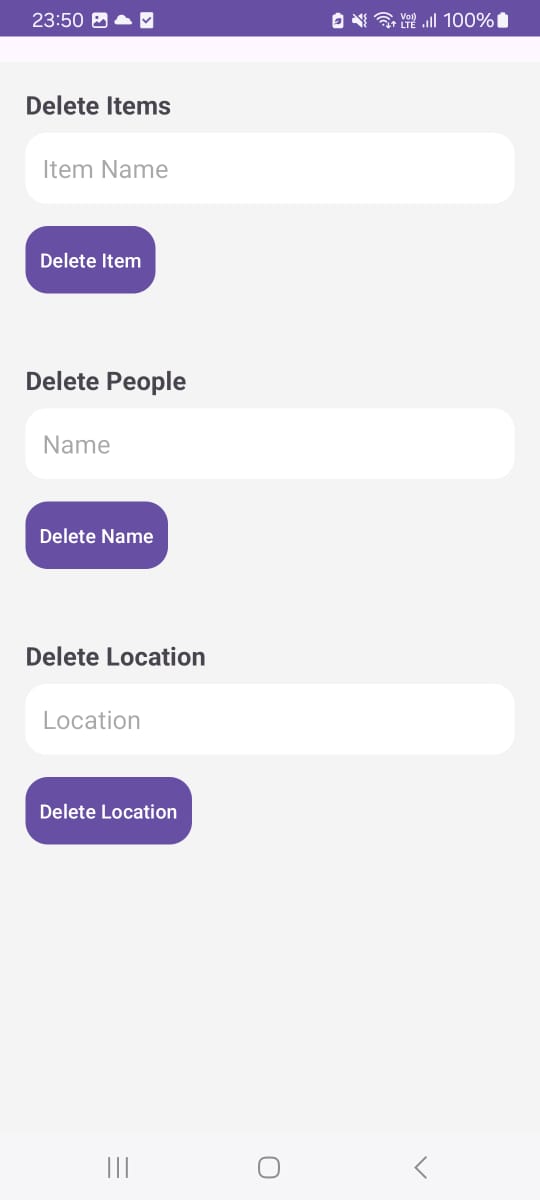 23:50 Vo)) LTE 100%
Delete Items
Item Name
Delete Item
Delete People
Name
Delete Name
Delete Location
Location
Delete Location